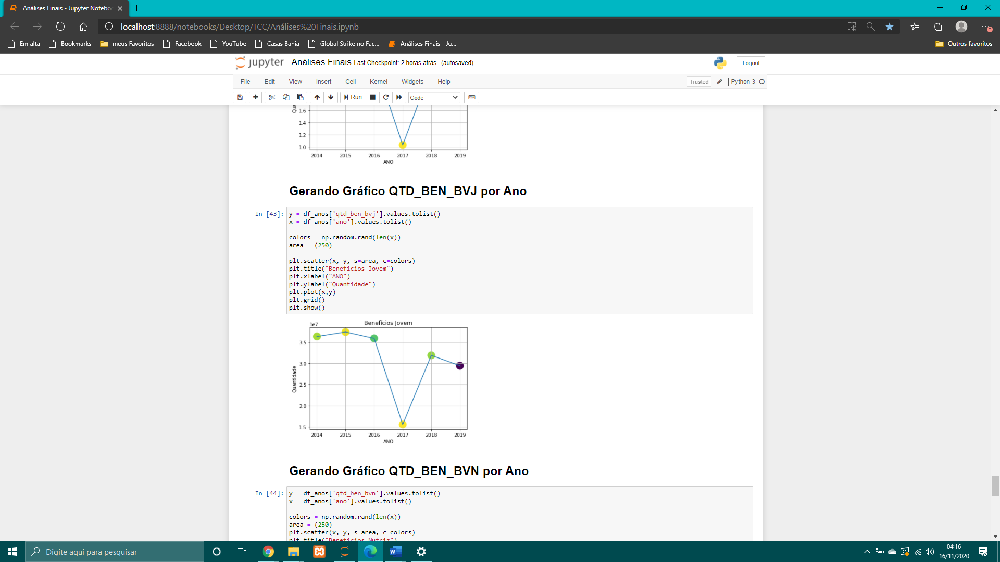 Análises Finais - Jupyter Notebo
localhost:8888/notebooks/Desktop/TCC/Análises%20Finais.ipynb
Em alta
Bookmarks
meus Favoritos
Facebook
YouTube
Casas Bahia
Global Strike no Fac...
Análises Finais - Ju...
Outros favoritos
jupyter Análises Finais Last Checkpoint: 2 horas atrás (autosaved)
Logout
File Edit View Insert Cell Kernel Widgets Help
Trusted
Python 3
Run
Code
1.6
1.4
1.2
1.0
2014 2015 2016 2017 2018 2019
ANO
Gerando Gráfico QTD_BEN_BVJ por Ano
In [43]:
y = df_anos['qtd_ben_bvj'].values.tolist()
x = df_anos['ano'].values.tolist()
colors = np.random.rand(len(x))
area = (250)
plt.scatter(x, y, s=area, c=colors)
plt.title("Benefícios Jovem")
plt.xlabel("ANO")
plt.ylabel("Quantidade")
plt.plot(x,y)
plt.grid()
plt.show()
Benefícios Jovem
1e7
3.5
3.0
2.5
2.0
1.5
Quantidade
2014 2015 2016 2017 2018 2019
ANO
Gerando Gráfico QTD_BEN_BVN por Ano
In [44]:
y = df_anos['qtd_ben_bvn'].values.tolist()
x = df_anos['ano'].values.tolist()
colors = np.random.rand(len(x))
area = (250)
plt.scatter(x, y, s=area, c=colors)
plt.title("Benefícios Nutriz")
Digite aqui para pesquisar
04:16
16/11/2020